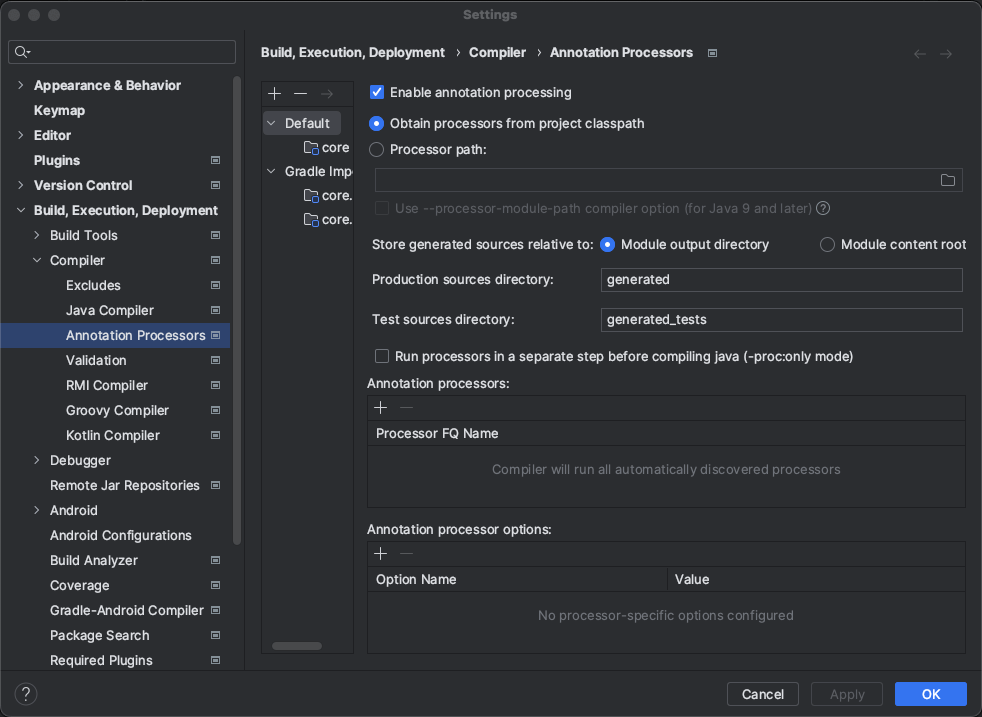 Settings
Appearance & Behavior
Keymap
Editor
Plugins
Version Control
Build, Execution, Deployment
Build Tools
Compiler
Excludes
Java Compiler
Annotation Processors
Validation
RMI Compiler
Groovy Compiler
Kotlin Compiler
Debugger
Remote Jar Repositories
Android
Android Configurations
Build Analyzer
Coverage
Gradle-Android Compiler
Package Search
Required Plugins
Build, Execution, Deployment › Compiler › Annotation Processors
Default
core
Gradle Imp
core.
core.
Enable annotation processing
Obtain processors from project classpath
Processor path:
Use --processor-module-path compiler option (for Java 9 and later) ?
Store generated sources relative to: Module output directory Module content root
Production sources directory: generated
Test sources directory: generated_tests
Run processors in a separate step before compiling java (-proc:only mode)
Annotation processors:
Processor FQ Name
Compiler will run all automatically discovered processors
Annotation processor options:
Option Name Value
No processor-specific options configured
? Cancel Apply OK